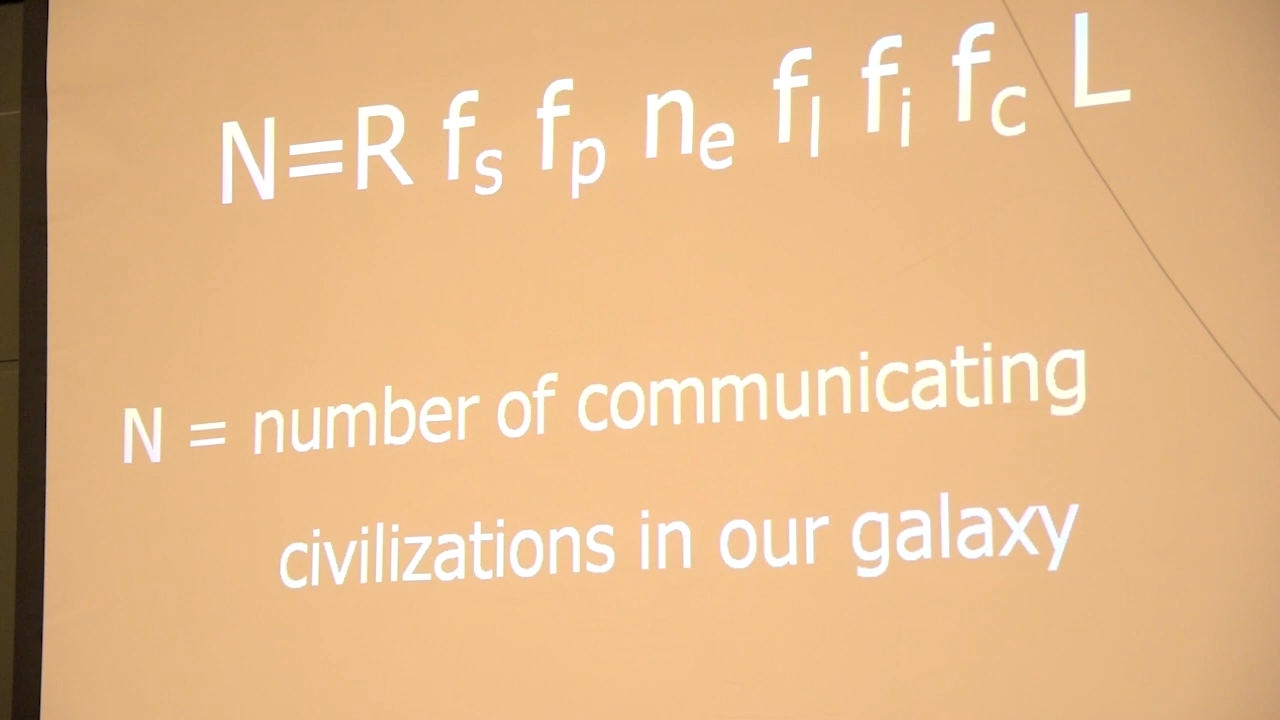 N=R fs fp ne fl fi fc L
N = number of communicating
civilizations in our galaxy